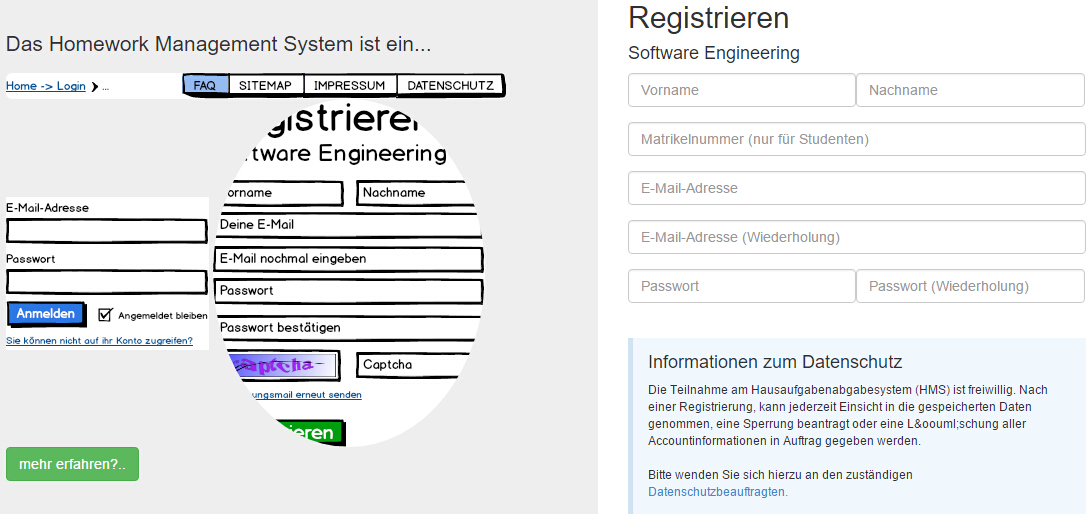 Das Homework Management System ist ein...
Home -> Login ❯ ...
FAQ SITEMAP IMPRESSUM DATENSCHUTZ
Software Engineering
Vorname Nachname
Deine E-Mail
E-Mail nochmal eingeben
Passwort
Passwort bestätigen
Captcha Captcha
erneut senden
E-Mail-Adresse
Passwort
Anmelden Angemeldet bleiben
Sie können nicht auf ihr Konto zugreifen?
mehr erfahren?..
Registrieren
Software Engineering
Vorname Nachname
Matrikelnummer (nur für Studenten)
E-Mail-Adresse
E-Mail-Adresse (Wiederholung)
Passwort Passwort (Wiederholung)
Informationen zum Datenschutz
Die Teilnahme am Hausaufgabenabgabesystem (HMS) ist freiwillig. Nach
einer Registrierung, kann jederzeit Einsicht in die gespeicherten Daten
genommen, eine Sperrung beantragt oder eine L&oouml;schung aller
Accountinformationen in Auftrag gegeben werden.
Bitte wenden Sie sich hierzu an den zuständigen
Datenschutzbeauftragten.